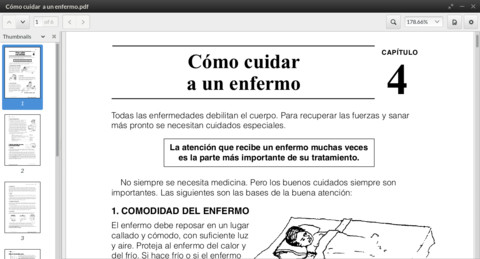 Cómo cuidar a un enfermo.pdf
1 of 6
178.66%
Thumbnails
1
2
3
CAPÍTULO
4
Cómo cuidar
a un enfermo
Todas las enfermedades debilitan el cuerpo. Para recuperar las fuerzas y sanar
más pronto se necesitan cuidados especiales.
La atención que recibe un enfermo muchas veces
es la parte más importante de su tratamiento.
No siempre se necesita medicina. Pero los buenos cuidados siempre son
importantes. Las siguientes son las bases de la buena atención:
1. COMODIDAD DEL ENFERMO
El enfermo debe reposar en un lugar
callado y cómodo, con suficiente luz
y aire. Proteja al enfermo del calor y
del frío. Si hace frío o si el enfermo